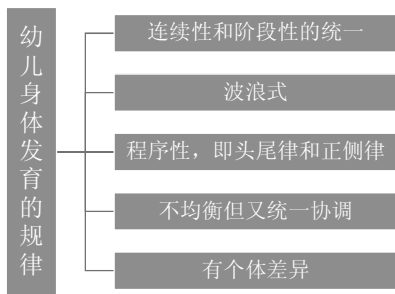 幼儿身体发育的规律
连续性和阶段性的统一
波浪式
程序性，即头尾律和正侧律
不均衡但又统一协调
有个体差异